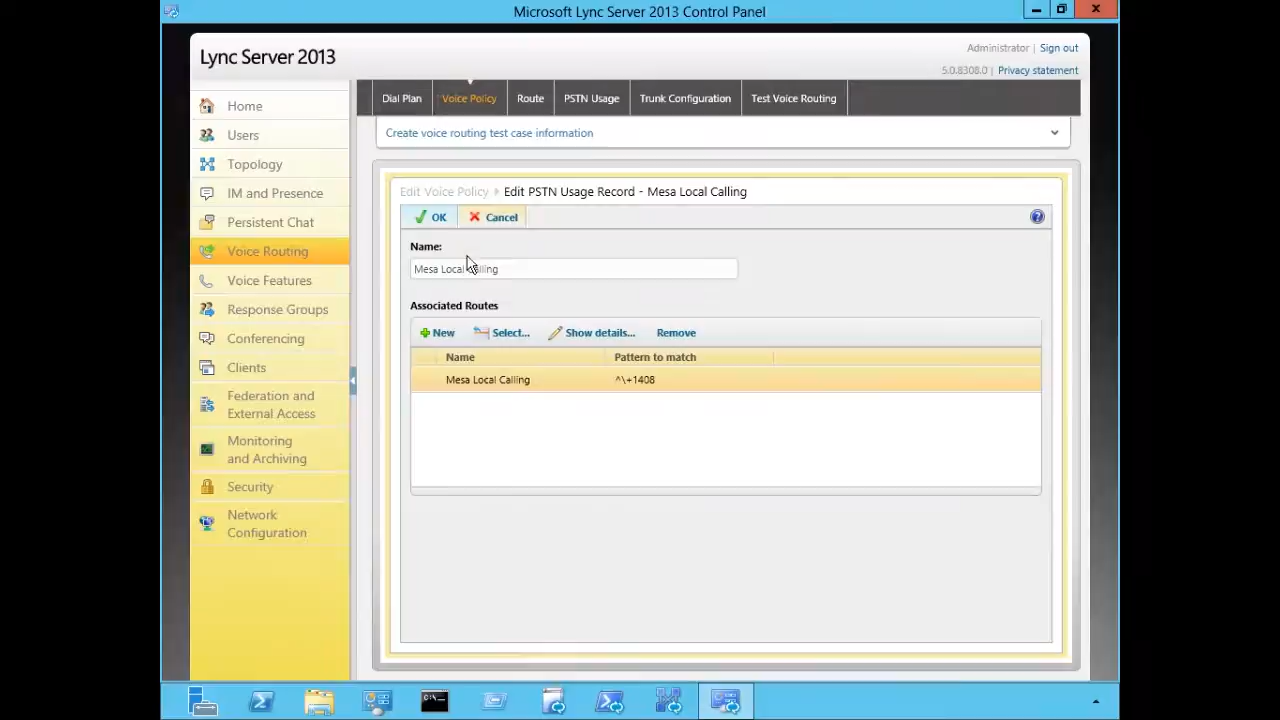 Microsoft Lync Server 2013 Control Panel
Lync Server 2013
Administrator | Sign out
5.0.8308.0 | Privacy statement
Home
Users
Topology
IM and Presence
Persistent Chat
Voice Routing
Voice Features
Response Groups
Conferencing
Clients
Federation and
External Access
Monitoring
and Archiving
Security
Network
Configuration
Dial Plan Voice Policy Route PSTN Usage Trunk Configuration Test Voice Routing
Create voice routing test case information
Edit Voice Policy Edit PSTN Usage Record - Mesa Local Calling
OK Cancel
Name:
Mesa Local Calling
Associated Routes
New Select... Show details... Remove
Name Pattern to match
Mesa Local Calling ^\+1408